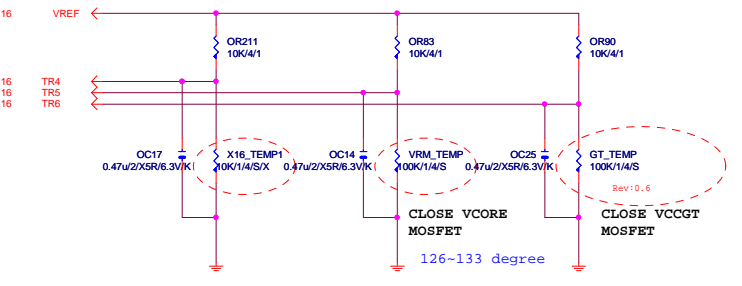 16 VREF
OR211
10K/4/1
OR83
10K/4/1
OR90
10K/4/1
16 TR4
16 TR5
16 TR6
OC17
0.47u/2/X5R/6.3V/K
X16_TEMP1
10K/1/4/S/X
OC14
0.47u/2/X5R/6.3V/K
VRM_TEMP
100K/1/4/S
OC25
0.47u/2/X5R/6.3V/K
GT_TEMP
100K/1/4/S
Rev:0.6
CLOSE VCORE
MOSFET
CLOSE VCCGT
MOSFET
126~133 degree